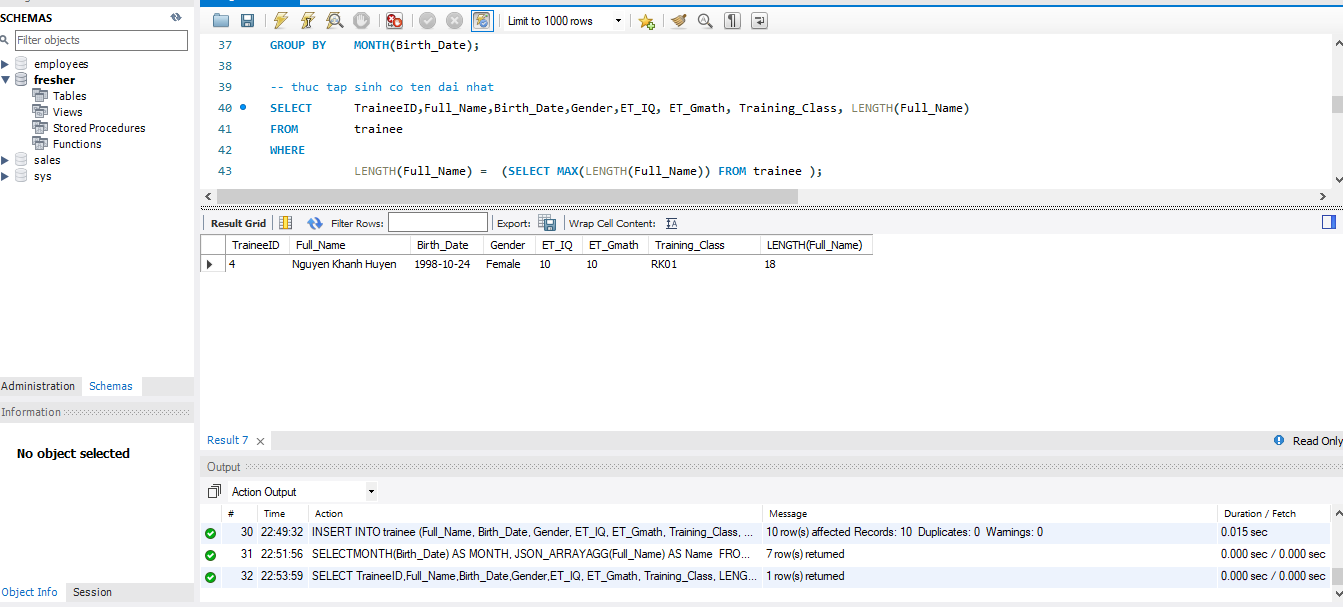 SCHEMAS
Filter objects
employees
fresher
Tables
Views
Stored Procedures
Functions
sales
sys
Administration Schemas
Information
No object selected
Object Info Session
Limit to 1000 rows
37 GROUP BY MONTH(Birth_Date);
38
39 -- thuc tap sinh co ten dai nhat
40 SELECT TraineeID,Full_Name,Birth_Date,Gender,ET_IQ, ET_Gmath, Training_Class, LENGTH(Full_Name)
41 FROM trainee
42 WHERE
43 LENGTH(Full_Name) = (SELECT MAX(LENGTH(Full_Name)) FROM trainee );
Result Grid Filter Rows: Export: Wrap Cell Content:
TraineeID Full_Name Birth_Date Gender ET_IQ ET_Gmath Training_Class LENGTH(Full_Name)
4 Nguyen Khanh Huyen 1998-10-24 Female 10 10 RK01 18
Result 7 Read Only
Output
Action Output
# Time Action Message Duration / Fetch
30 22:49:32 INSERT INTO trainee (Full_Name, Birth_Date, Gender, ET_IQ, ET_Gmath, Training_Class, ... 10 row(s) affected Records: 10 Duplicates: 0 Warnings: 0 0.015 sec
31 22:51:56 SELECTMONTH(Birth_Date) AS MONTH, JSON_ARRAYAGG(Full_Name) AS Name FRO... 7 row(s) returned 0.000 sec / 0.000 sec
32 22:53:59 SELECT TraineeID,Full_Name,Birth_Date,Gender,ET_IQ, ET_Gmath, Training_Class, LENG... 1 row(s) returned 0.000 sec / 0.000 sec